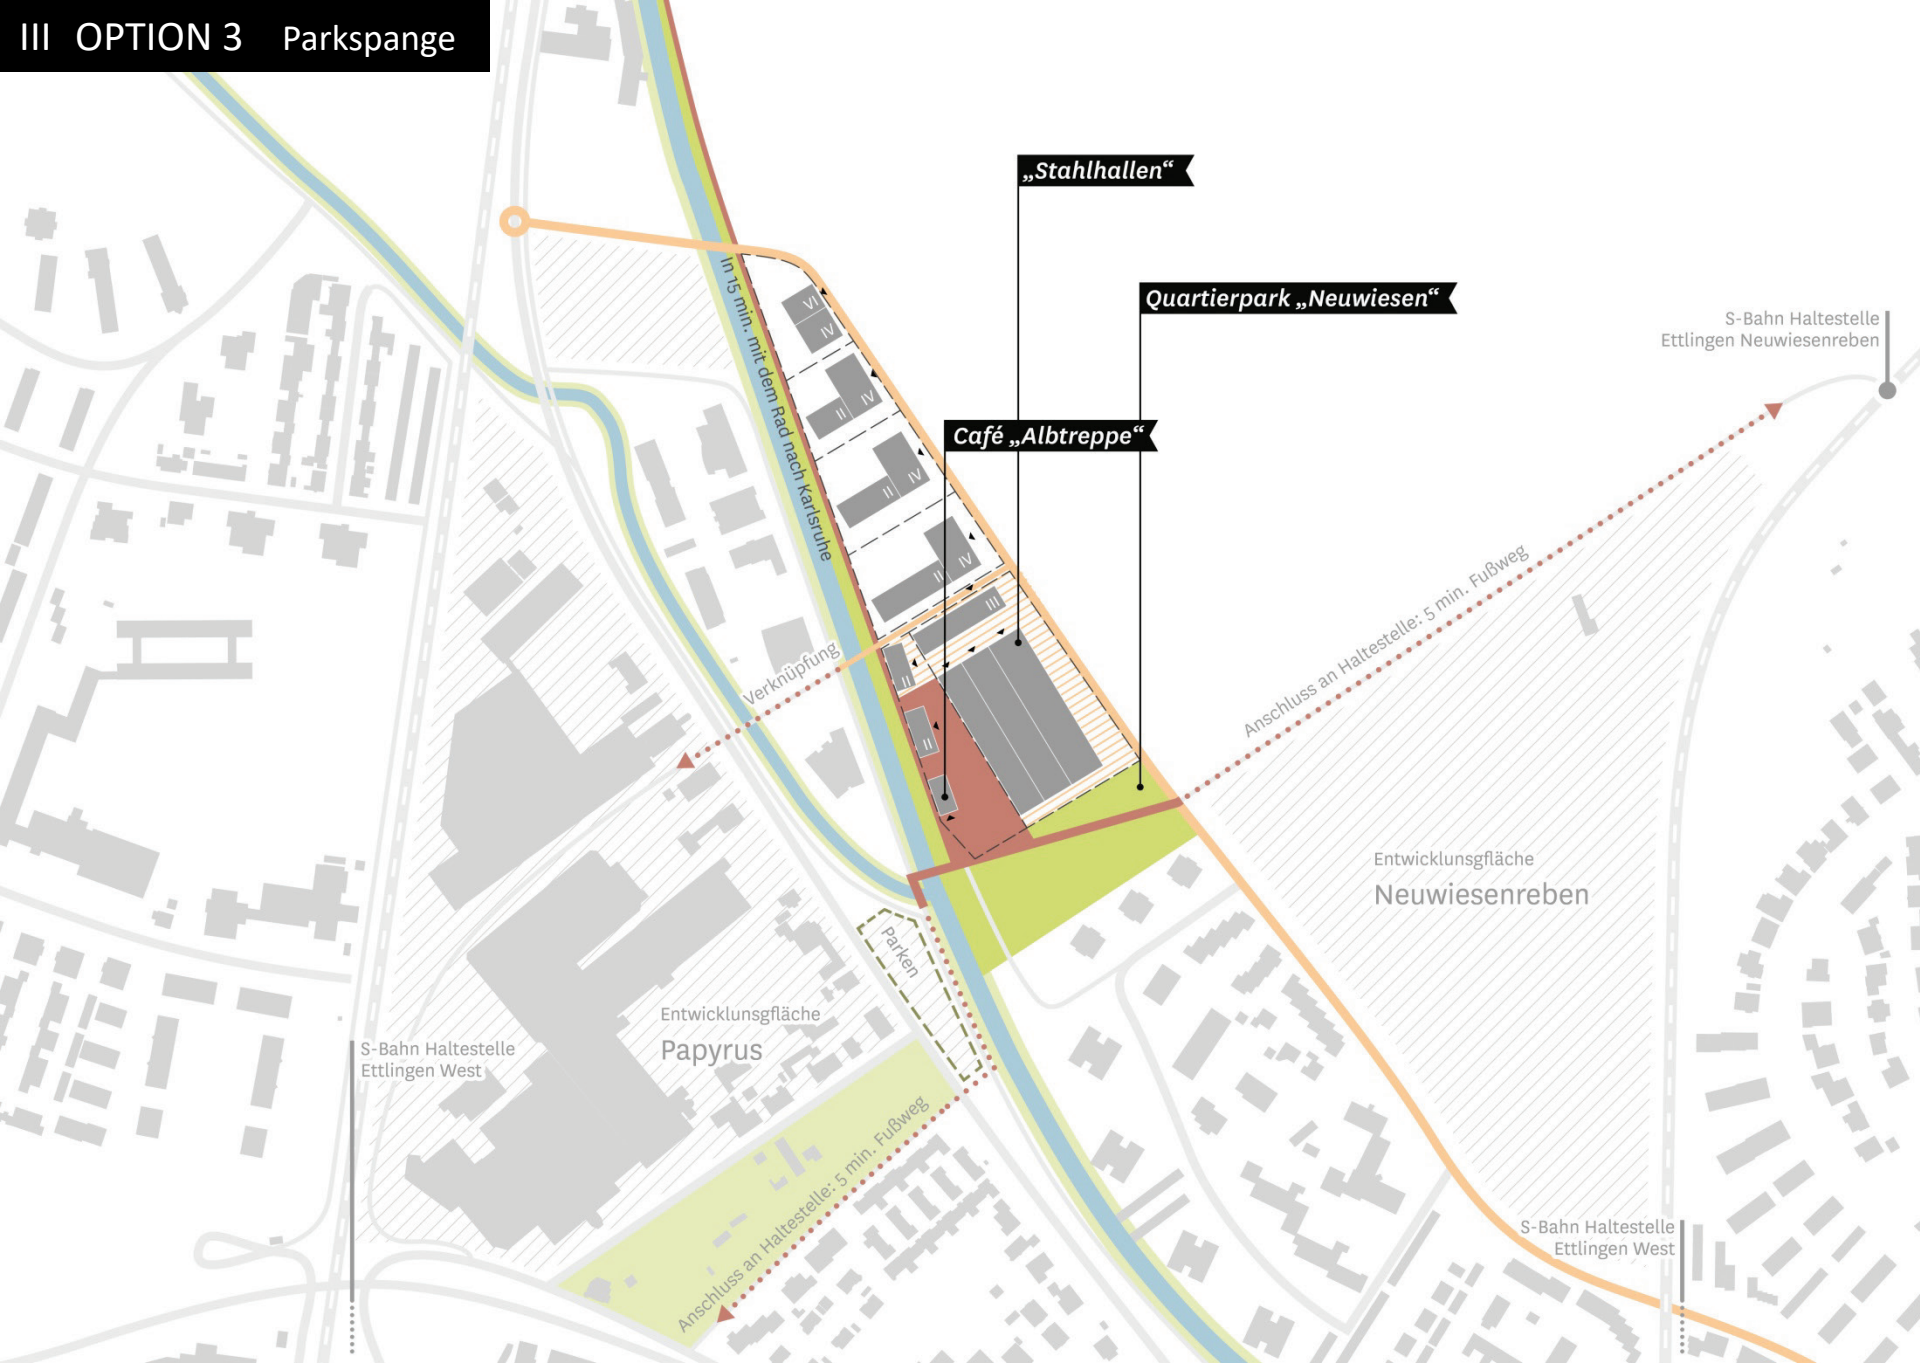 III OPTION 3 Parkspange
„Stahlhallen“
Quartierpark „Neuwiesen“
S-Bahn Haltestelle
Ettlingen Neuwiesenreben
Café „Albtreppe“
In 15 min. mit dem Rad nach Karlsruhe
VI
IV
II
IV
II
IV
II
IV
III
II
II
Verknüpfung
Anschluss an Haltestelle: 5 min. Fußweg
Entwicklunsgfläche
Neuwiesenreben
Parken
Entwicklunsgfläche
Papyrus
S-Bahn Haltestelle
Ettlingen West
Anschluss an Haltestelle: 5 min. Fußweg
S-Bahn Haltestelle
Ettlingen West